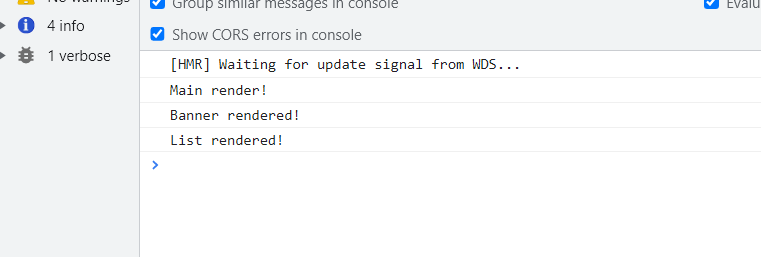 No warnings
Group similar messages in console
Evalu
4 info
Show CORS errors in console
1 verbose
[HMR] Waiting for update signal from WDS...
Main render!
Banner rendered!
List rendered!